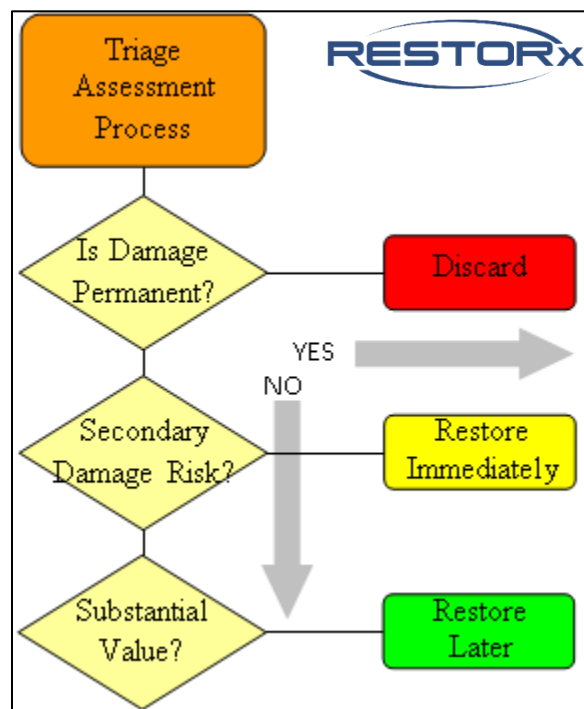 Triage
Assessment
Process
RESTORx
Is Damage
Permanent?
Discard
YES
NO
Secondary
Damage Risk?
Restore
Immediately
Substantial
Value?
Restore
Later